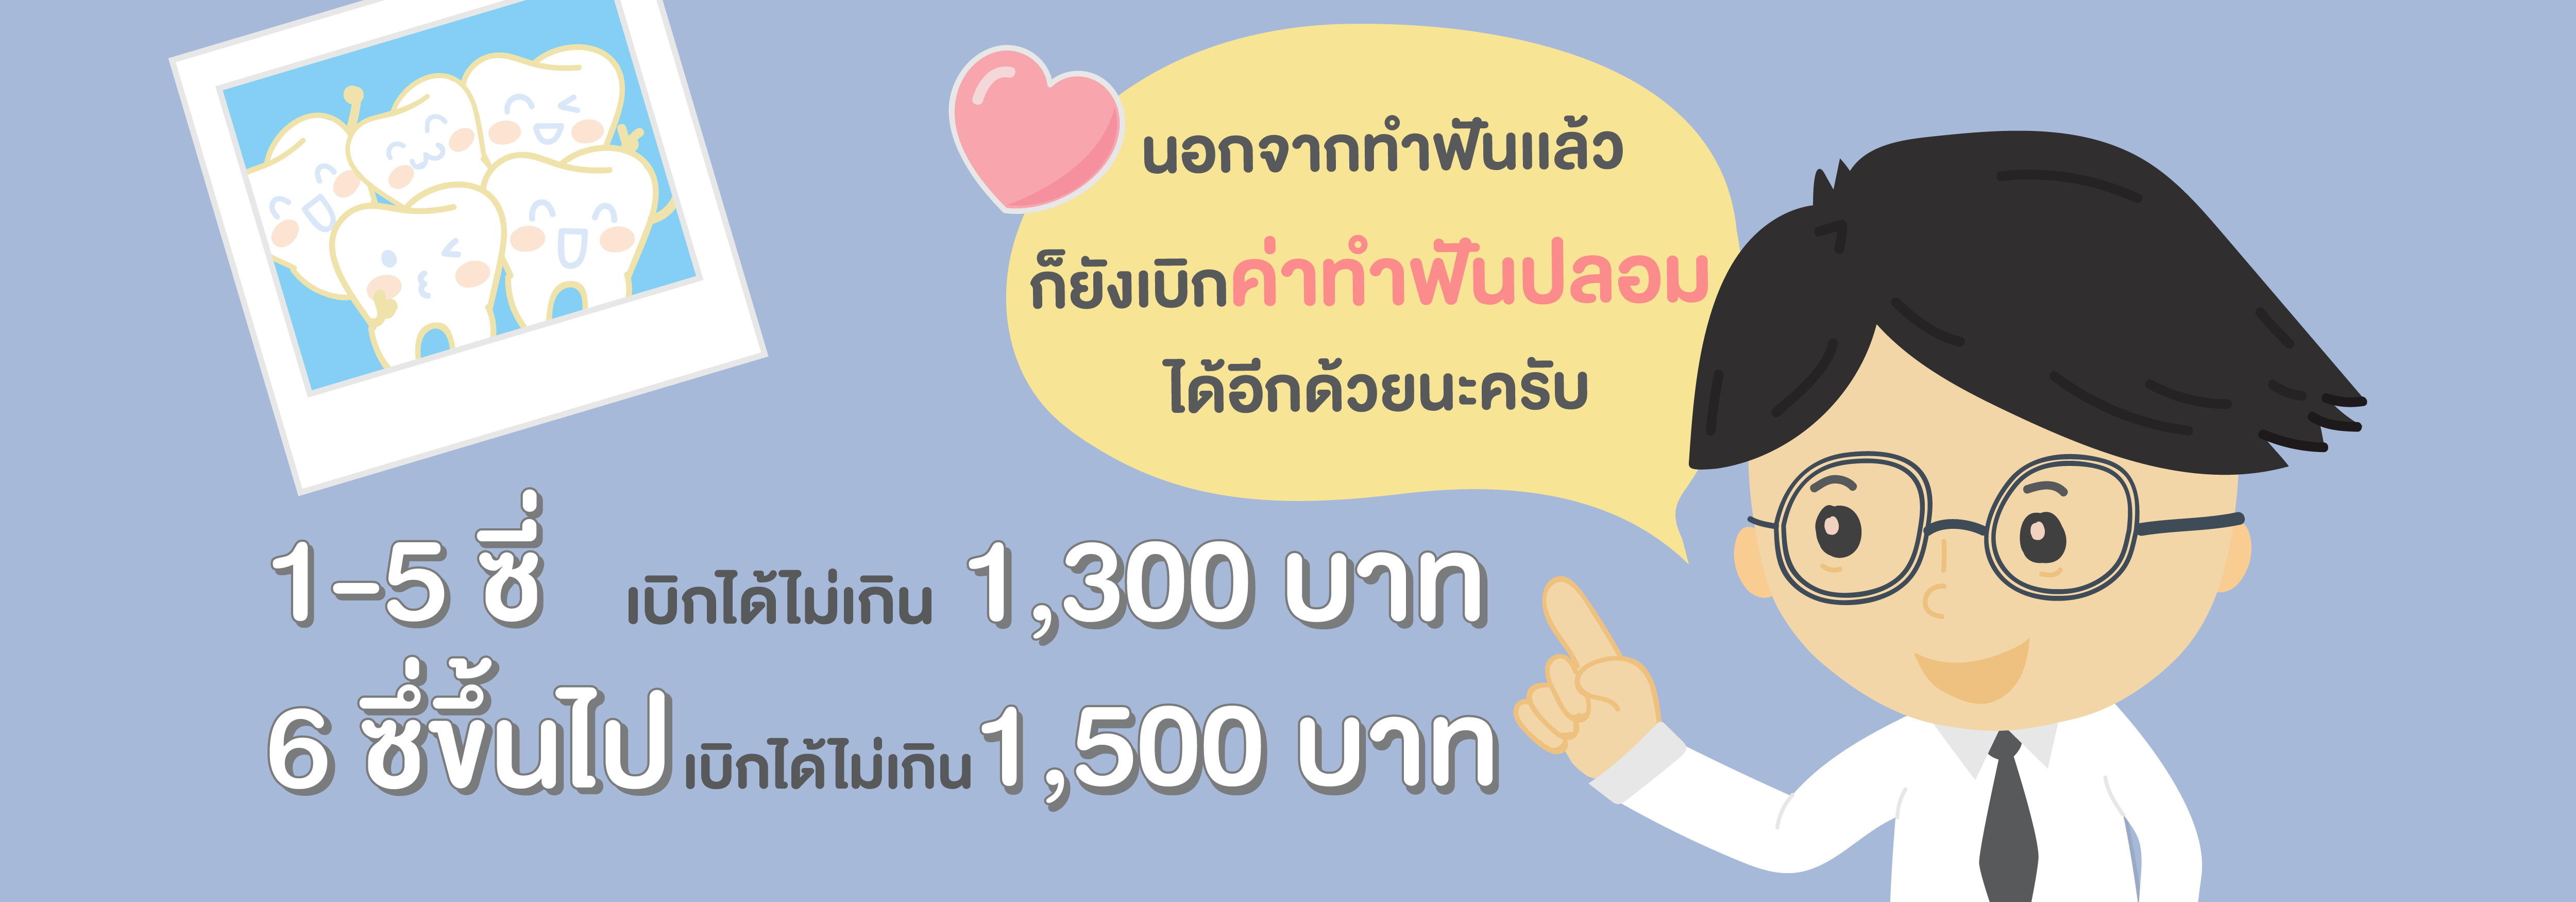 นอกจากทำฟันแล้ว
ก็ยังเบิกค่าทำฟันปลอม
ได้อีกด้วยนะครับ
1-5 ซี่ เบิกได้ไม่เกิน 1,300 บาท
6 ซึ่ขึ้นไป เบิกได้ไม่เกิน 1,500 บาท